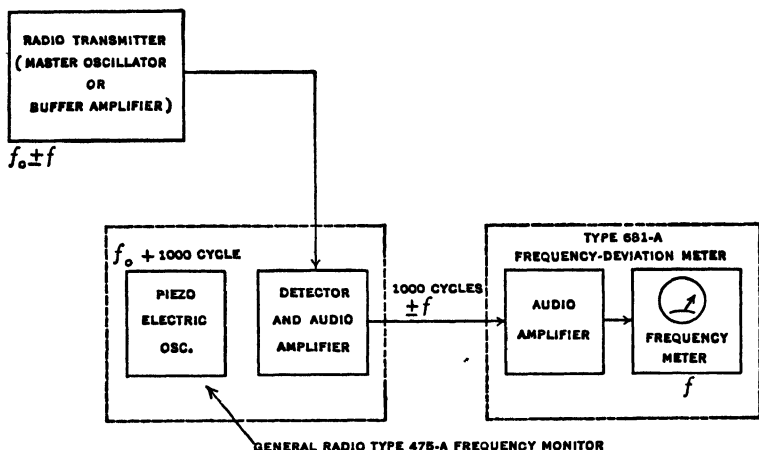 RADIO TRANSMITTER
( MASTER OSCILLATOR
OR
BUFFER AMPLIFIER )
f₀ ± f
f₀ + 1000 CYCLE
PIEZO
ELECTRIC
OSC.
DETECTOR
AND AUDIO
AMPLIFIER
1000 CYCLES
± f
TYPE 681-A
FREQUENCY-DEVIATION METER
AUDIO
AMPLIFIER
FREQUENCY
METER
f
GENERAL RADIO TYPE 475-A FREQUENCY MONITOR